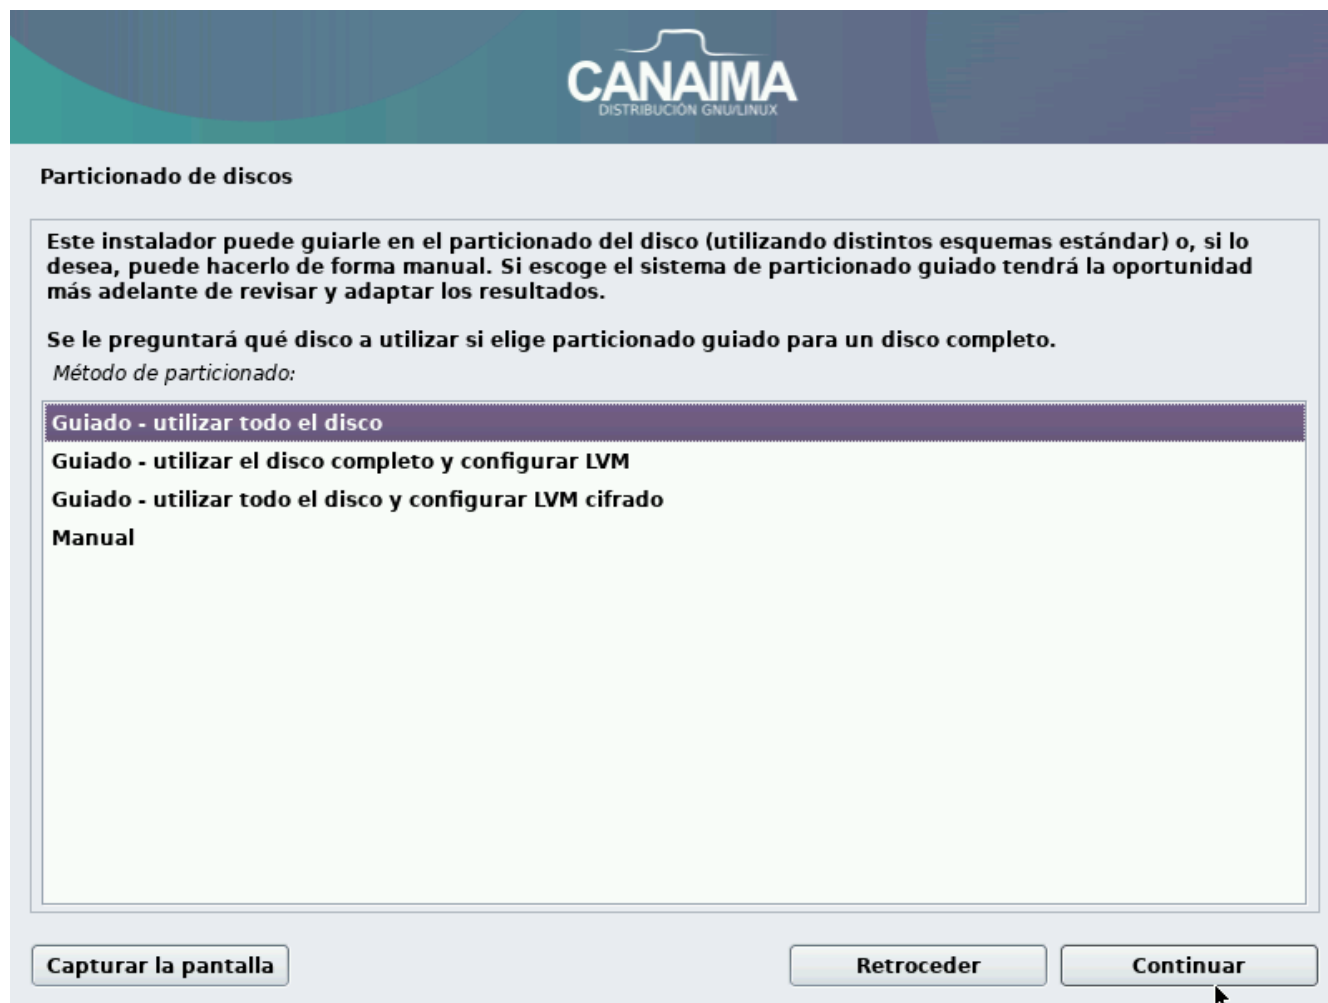 CANAIMA
DISTRIBUCIÓN GNU/LINUX
Particionado de discos
Este instalador puede guiarle en el particionado del disco (utilizando distintos esquemas estándar) o, si lo
desea, puede hacerlo de forma manual. Si escoge el sistema de particionado guiado tendrá la oportunidad
más adelante de revisar y adaptar los resultados.
Se le preguntará qué disco a utilizar si elige particionado guiado para un disco completo.
Método de particionado:
Guiado - utilizar todo el disco
Guiado - utilizar el disco completo y configurar LVM
Guiado - utilizar todo el disco y configurar LVM cifrado
Manual
Capturar la pantalla
Retroceder
Continuar